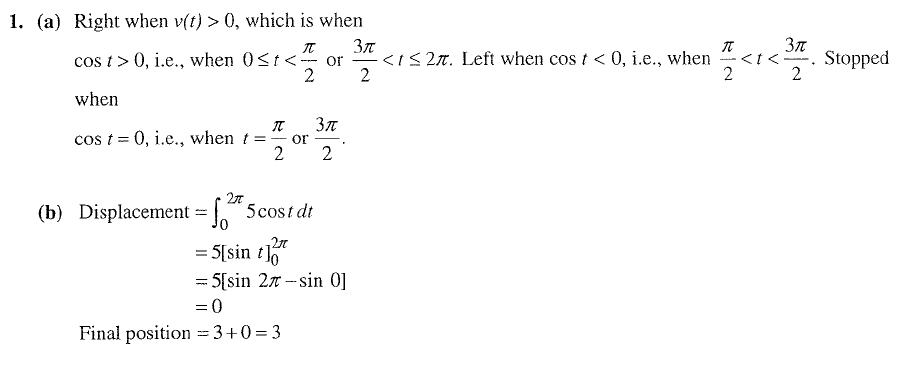 1. (a) Right when v(t) > 0, which is when
cos t > 0, i.e., when 0 ≤ t < π/2 or 3π/2 < t ≤ 2π. Left when cos t < 0, i.e., when π/2 < t < 3π/2. Stopped
when
cos t = 0, i.e., when t = π/2 or 3π/2.
(b) Displacement = ∫₀^{2π} 5 cos t dt
= 5[sin t]₀^{2π}
= 5[sin 2π – sin 0]
= 0
Final position = 3 + 0 = 3